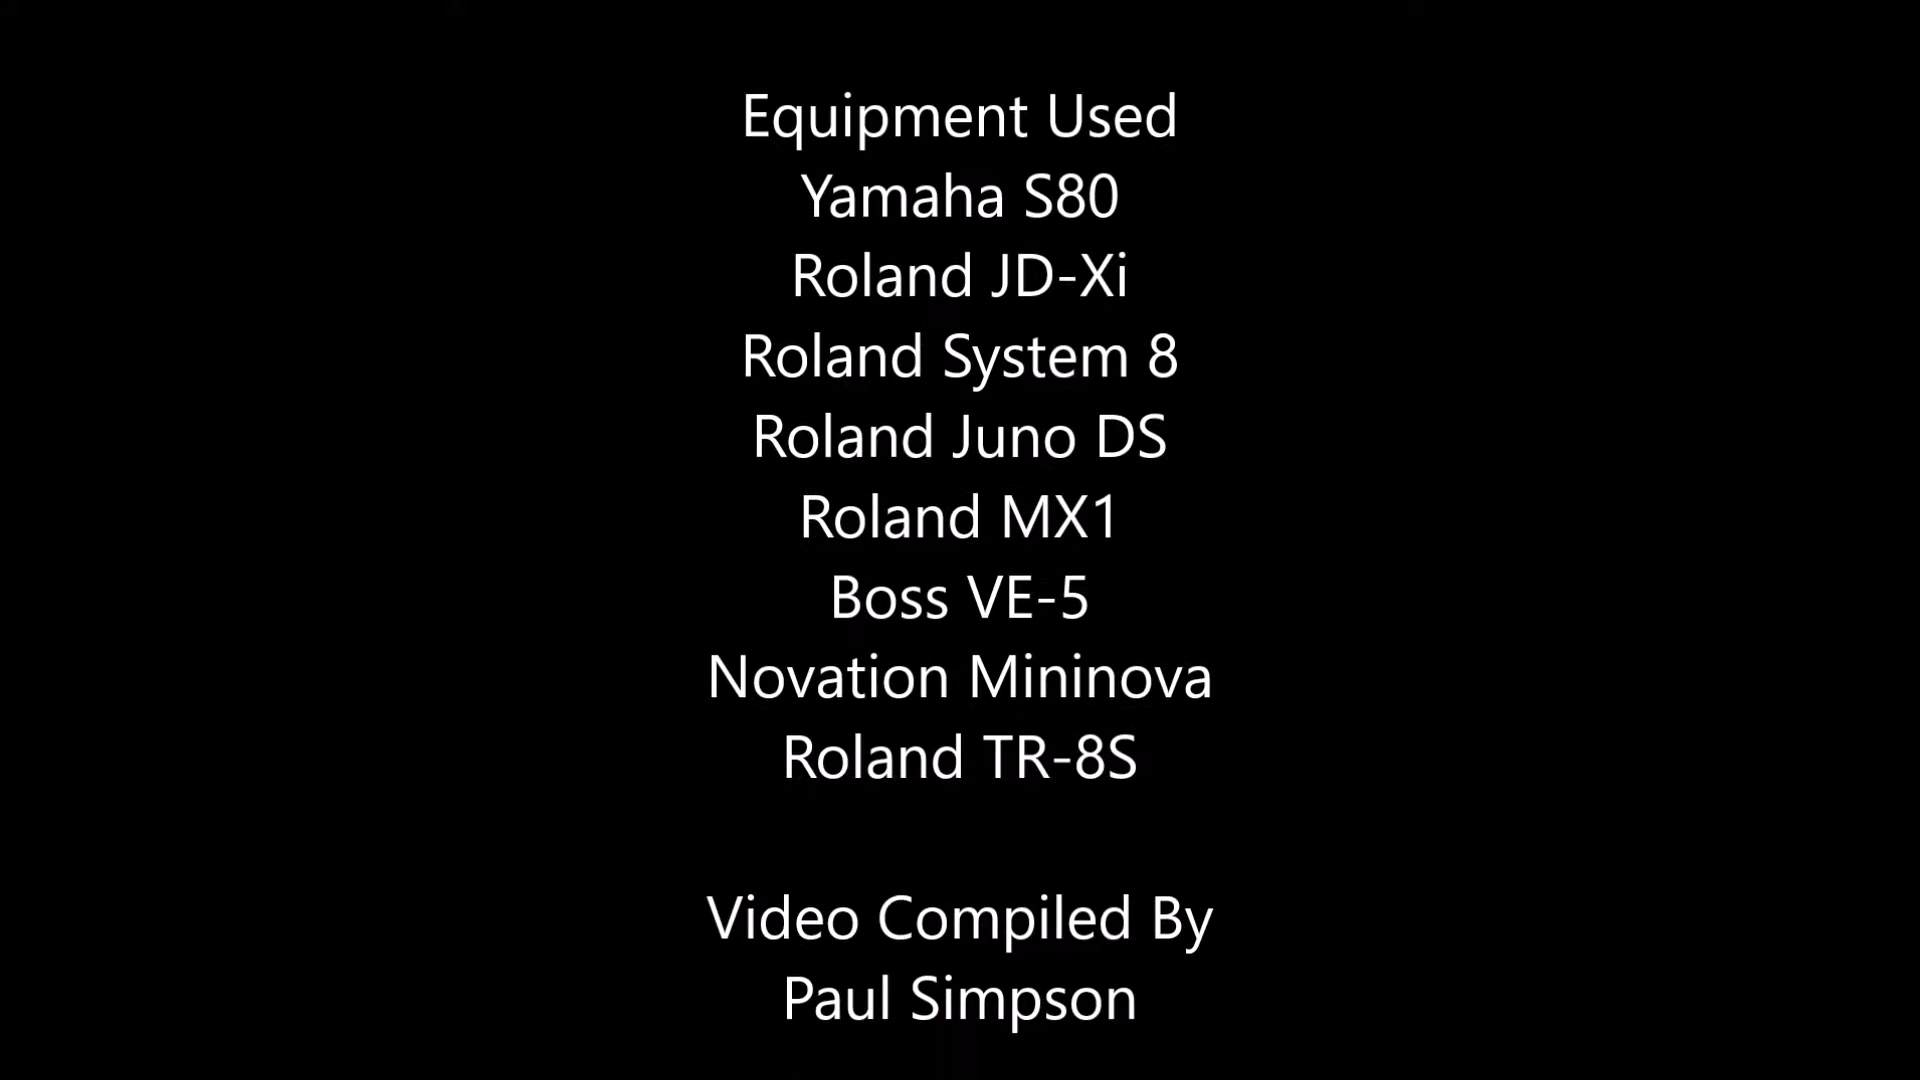 Equipment Used
Yamaha S80
Roland JD-Xi
Roland System 8
Roland Juno DS
Roland MX1
Boss VE-5
Novation Mininova
Roland TR-8S
Video Compiled By
Paul Simpson